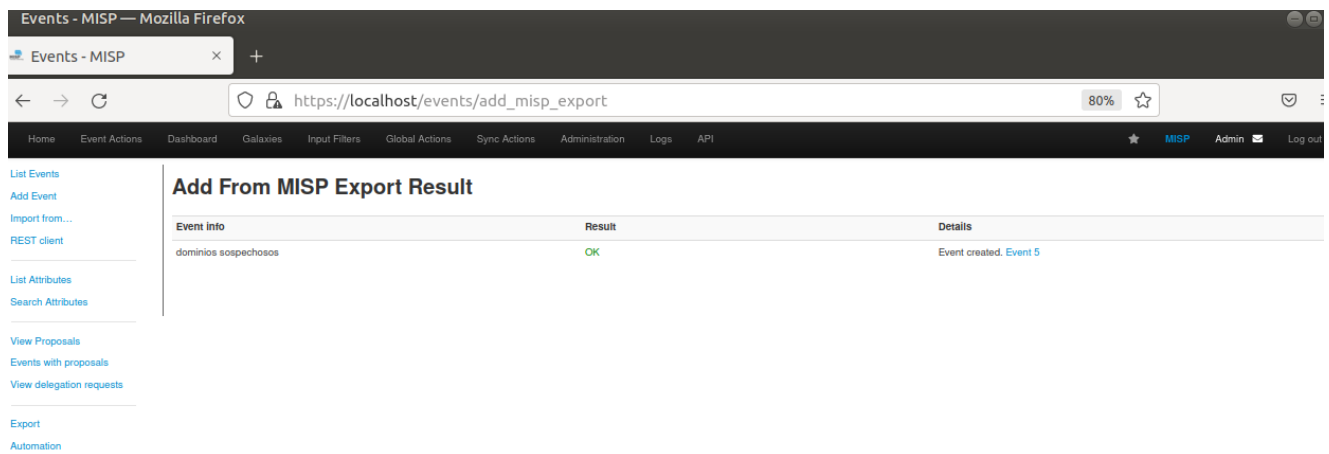 Events - MISP — Mozilla Firefox
Events - MISP
https://localhost/events/add_misp_export 80%
Home Event Actions Dashboard Galaxies Input Filters Global Actions Sync Actions Administration Logs API MISP Admin Log out
List Events
Add Event
Import from...
REST client
List Attributes
Search Attributes
View Proposals
Events with proposals
View delegation requests
Export
Automation
Add From MISP Export Result
Event info Result Details
dominios sospechosos OK Event created. Event 5